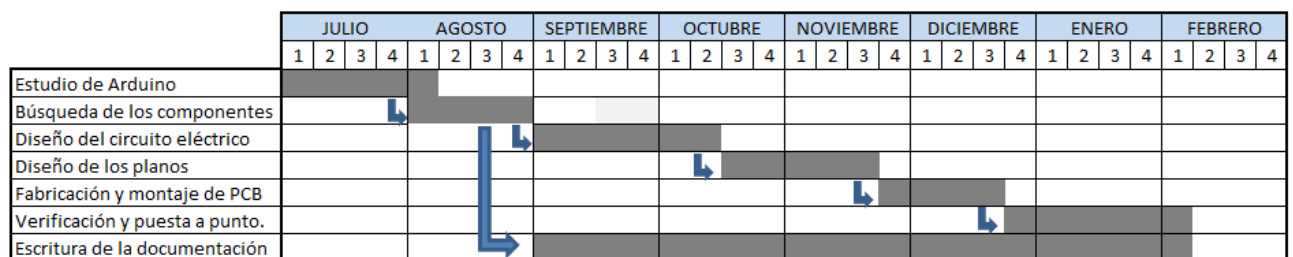 JULIO AGOSTO SEPTIEMBRE OCTUBRE NOVIEMBRE DICIEMBRE ENERO FEBRERO
1 2 3 4 1 2 3 4 1 2 3 4 1 2 3 4 1 2 3 4 1 2 3 4 1 2 3 4 1 2 3 4
Estudio de Arduino
Búsqueda de los componentes
Diseño del circuito eléctrico
Diseño de los planos
Fabricación y montaje de PCB
Verificación y puesta a punto.
Escritura de la documentación